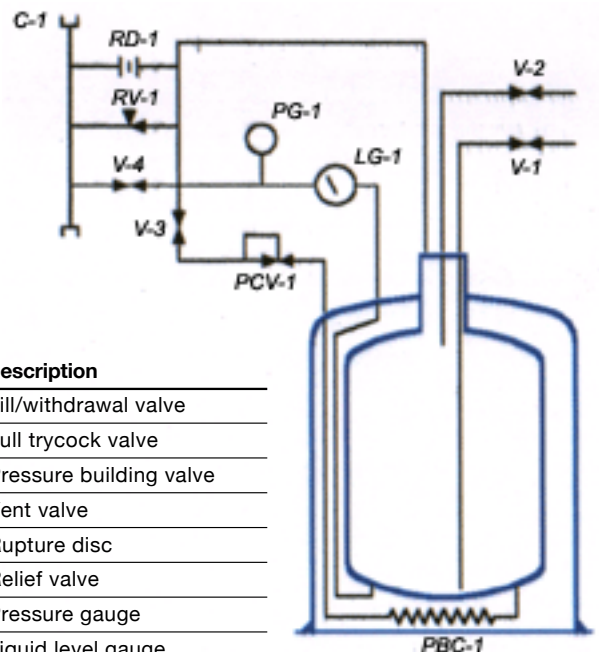 C-1
RD-1
V-2
RV-1
PG-1
V-1
V-4
LG-1
V-3
PCV-1
escription
ill/withdrawal valve
ull trycock valve
ressure building valve
ent valve
upture disc
elief valve
ressure gauge
iquid level gauge
PBC-1